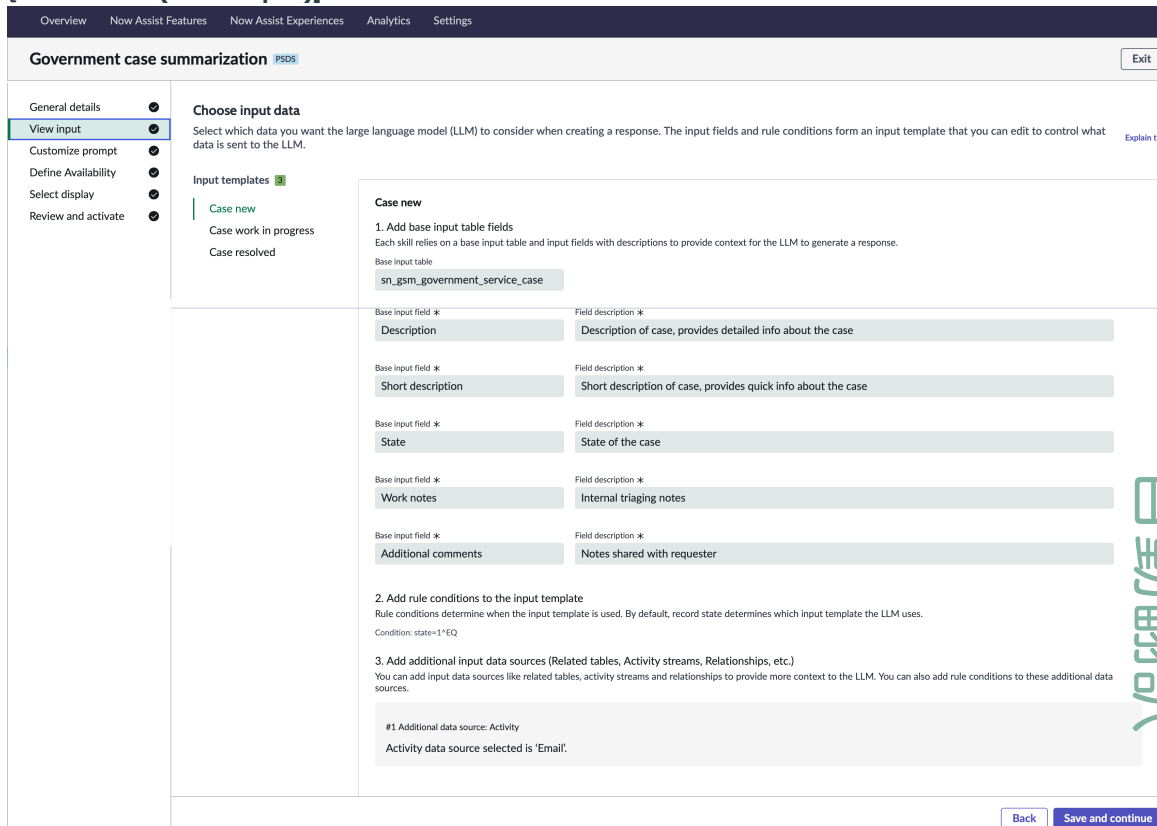 Overview Now Assist Features Now Assist Experiences Analytics Settings
Government case summarization PSDS
Exit
General details
View input
Customize prompt
Define Availability
Select display
Review and activate
Choose input data
Select which data you want the large language model (LLM) to consider when creating a response. The input fields and rule conditions form an input template that you can edit to control what
data is sent to the LLM.
Explain t
Input templates 3
Case new
Case work in progress
Case resolved
Case new
1. Add base input table fields
Each skill relies on a base input table and input fields with descriptions to provide context for the LLM to generate a response.
Base input table
sn_gsm_government_service_case
Base input field * Field description *
Description Description of case, provides detailed info about the case
Base input field * Field description *
Short description Short description of case, provides quick info about the case
Base input field * Field description *
State State of the case
Base input field * Field description *
Work notes Internal triaging notes
Base input field * Field description *
Additional comments Notes shared with requester
2. Add rule conditions to the input template
Rule conditions determine when the input template is used. By default, record state determines which input template the LLM uses.
Condition: state=1^EQ
3. Add additional input data sources (Related tables, Activity streams, Relationships, etc.)
You can add input data sources like related tables, activity streams and relationships to provide more context to the LLM. You can also add rule conditions to these additional data
sources.
#1 Additional data source: Activity
Activity data source selected is 'Email'.
Back Save and continue